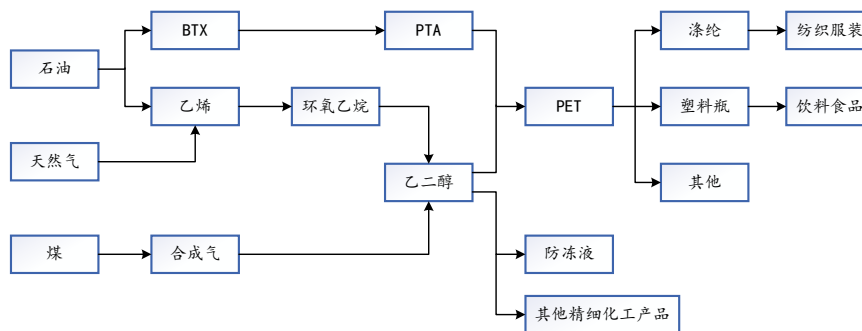 BTX
PTA
涤纶
纺织服装
石油
乙烯
环氧乙烷
PET
塑料瓶
饮料食品
天然气
乙二醇
其他
煤
合成气
防冻液
其他精细化工产品